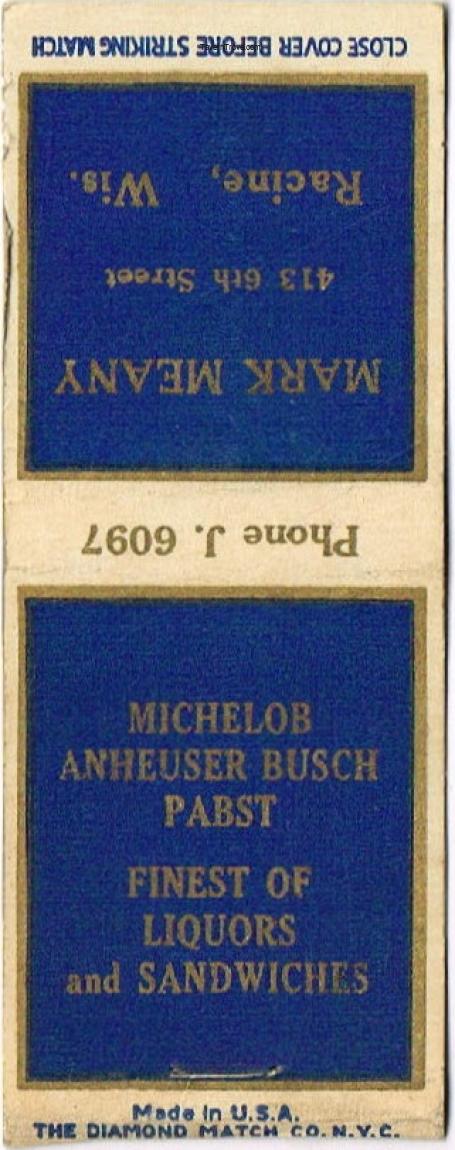 CLOSE COVER BEFORE STRIKING MATCH
MARK MEANY
413 6th Street
Racine, Wis.
Phone J. 6097
MICHELOB
ANHEUSER BUSCH
PABST
FINEST OF
LIQUORS
and SANDWICHES
Made in U.S.A.
THE DIAMOND MATCH CO. N.Y.C.